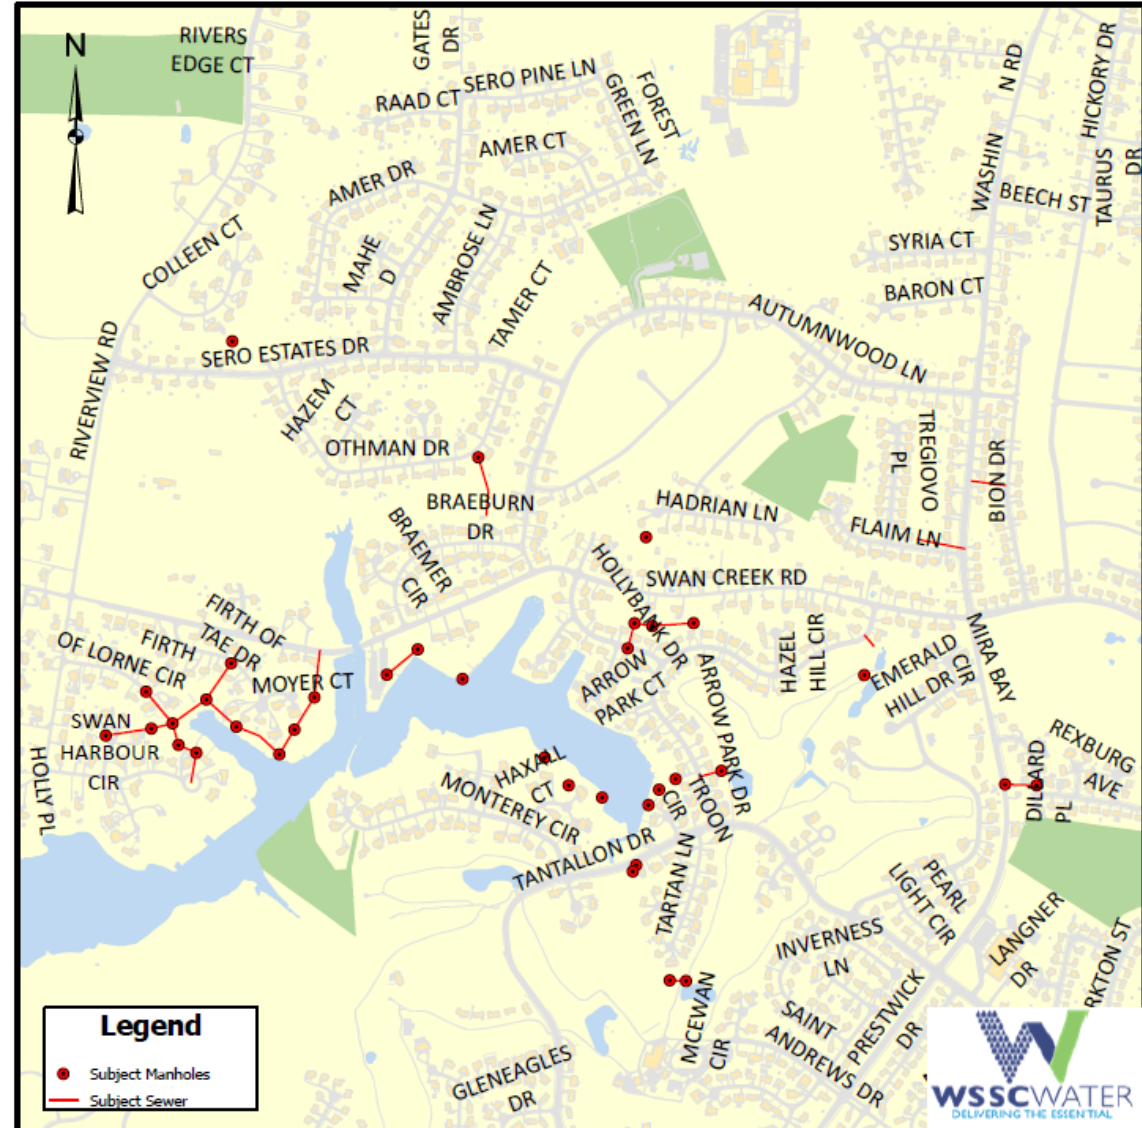 RIVERS
EDGE CT
GATES
DR
SERO PINE LN
RAAD CT
FOREST
GREEN LN
N RD
HICKORY DR
N
AMER CT
AMER DR
WASHIN
BEECH ST
TAURUS
DR
COLLEEN CT
MAHE
D
AMBROSE LN
TAMER CT
SYRIA CT
BARON CT
AUTUMNWOOD LN
RIVERVIEW RD
SERO ESTATES DR
HAZEM
CT
OTHMAN DR
BRAEBURN
DR
TREGIOVO
PL
BION DR
HADRIAN LN
FLAIM LN
BRAEMER
CIR
HOLLYBANK DR
SWAN CREEK RD
FIRTH OF
TAE DR
FIRTH
OF LORNE CIR
MOYER CT
ARROW
PARK CT
ARROW PARK DR
HAZEL
HILL CIR
EMERALD
HILL DR
CIR
MIRA BAY
SWAN
HARBOUR
CIR
HOLLY PL
HAXALL
CT
MONTEREY CIR
TROON
CIR
DILLARD
PL
REXBURG
AVE
TANTALLON DR
TARTAN LN
PEARL
LIGHT CIR
INVERNESS
LN
LANGNER
DR
RKTON ST
PRESTWICK
DR
SAINT
ANDREWS DR
MCEWAN
CIR
GLENEAGLES
DR
Legend
Subject Manholes
Subject Sewer
WSSCWATER
DELIVERING THE ESSENTIAL